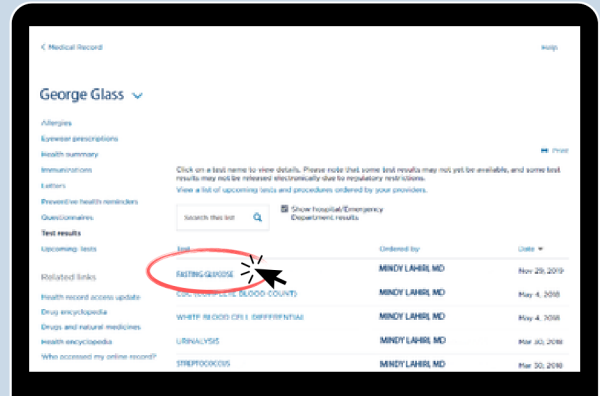 < Medical Record
Help
George Glass
Allergies
Eyewear prescriptions
Health summary
Immunizations
Letters
Preventive health reminders
Questionnaires
Test results
Upcoming tests
Related links
Health record access update
Drug encyclopedia
Drugs and natural medicines
Health encyclopedia
Who accessed my online record?
Print
Click on a test name to view details. Please note that some test results may not yet be available, and some test
results may not be released electronically due to regulatory restrictions.
View a list of upcoming tests and procedures ordered by your providers.
Search this list
Show hospital/Emergency
Department results
Test Ordered by Date
FASTING GLUCOSE MINDY LAHIRI, MD Nov 29, 2019
CBC (COMPLETE BLOOD COUNT) MINDY LAHIRI, MD May 4, 2018
WHITE BLOOD CELL DIFFERENTIAL MINDY LAHIRI, MD May 4, 2018
URINALYSIS MINDY LAHIRI, MD Mar 30, 2018
STREPTOCOCCUS MINDY LAHIRI, MD Mar 30, 2018